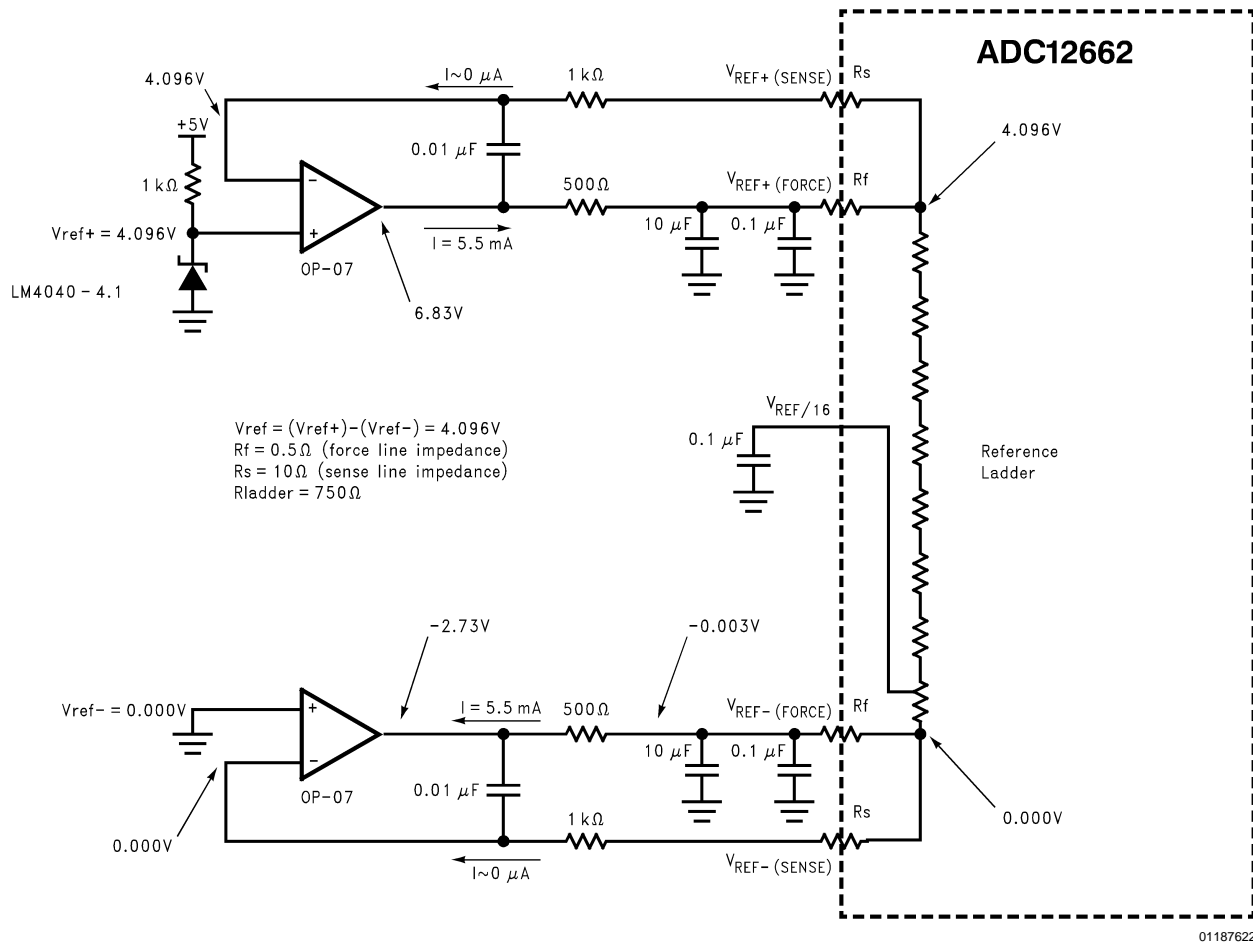 ADC12662
I~0 µA
1 kΩ
VREF+ (SENSE)
Rs
4.096V
+5V
4.096V
1 kΩ
0.01 µF
500Ω
VREF+ (FORCE)
Rf
Vref+ = 4.096V
−
+
OP-07
I = 5.5 mA
10 µF
0.1 µF
LM4040 – 4.1
6.83V
VREF/16
0.1 µF
Vref = (Vref+)–(Vref–) = 4.096V
Rf = 0.5Ω (force line impedance)
Rs = 10Ω (sense line impedance)
Rladder = 750Ω
Reference
Ladder
−2.73V
−0.003V
Vref– = 0.000V
+
−
OP-07
I = 5.5 mA
500Ω
VREF– (FORCE)
Rf
10 µF
0.1 µF
0.01 µF
0.000V
1 kΩ
Rs
0.000V
I~0 µA
VREF– (SENSE)
01187622